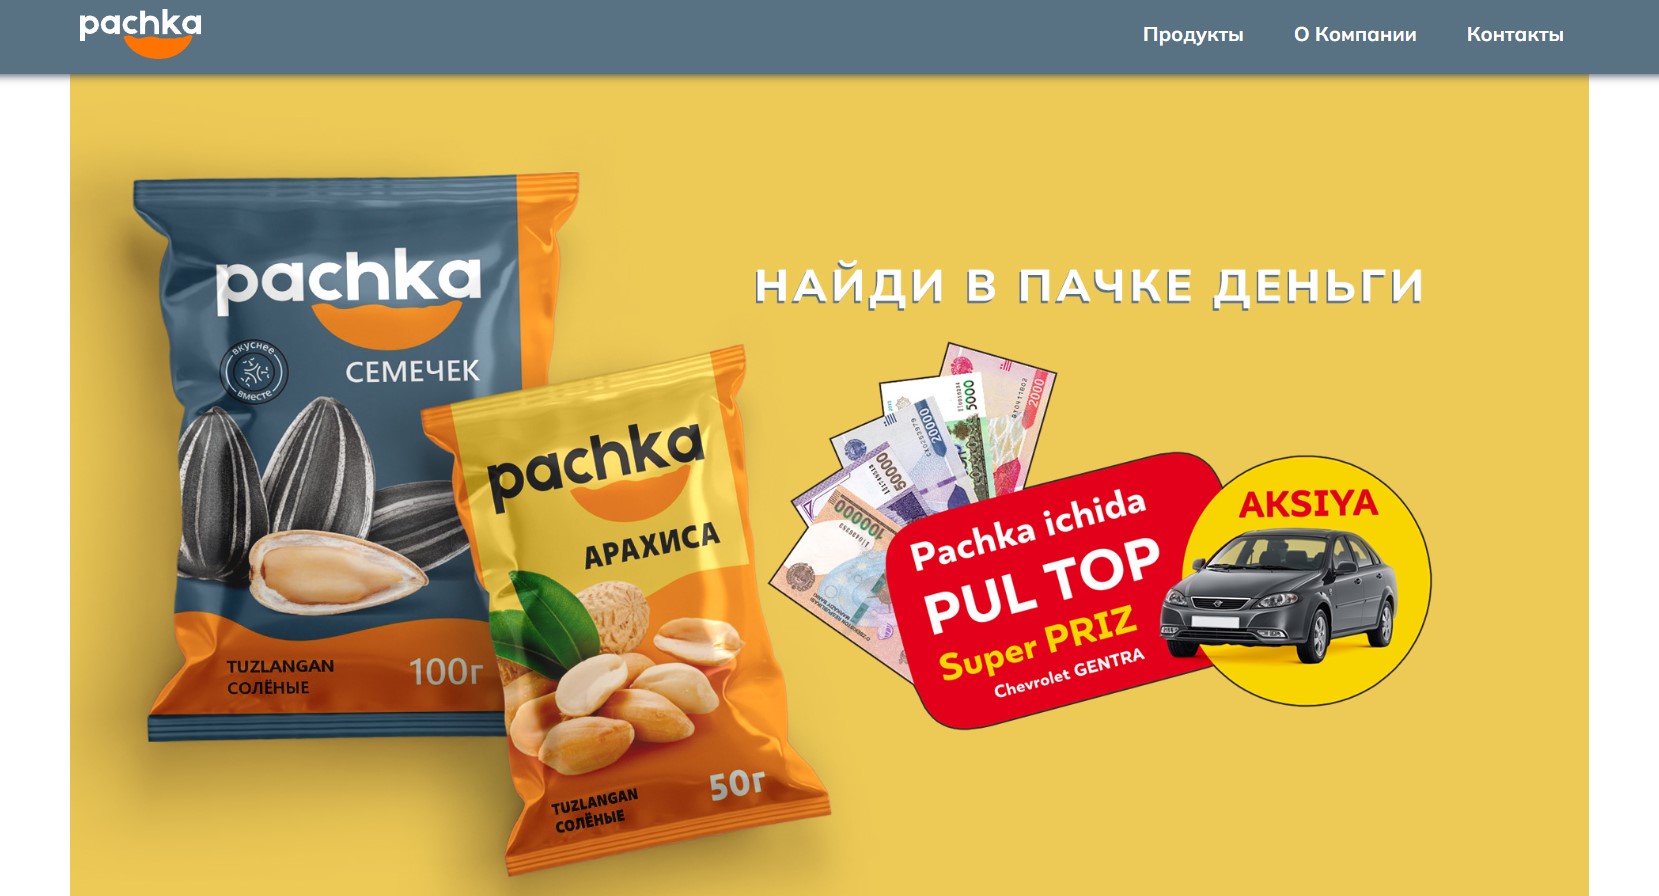 pachka
Продукты
О Компании
Контакты
НАЙДИ В ПАЧКЕ ДЕНЬГИ
pachka
ВКУСНЕЕ
ВМЕСТЕ
СЕМЕЧЕК
TUZLANGAN
СОЛЁНЫЕ
100г
pachka
АРАХИСА
TUZLANGAN
СОЛЁНЫЕ
50г
2000
5000
20000
50000
100000
Pachka ichida
PUL TOP
Super PRIZ
Chevrolet GENTRA
AKSIYA